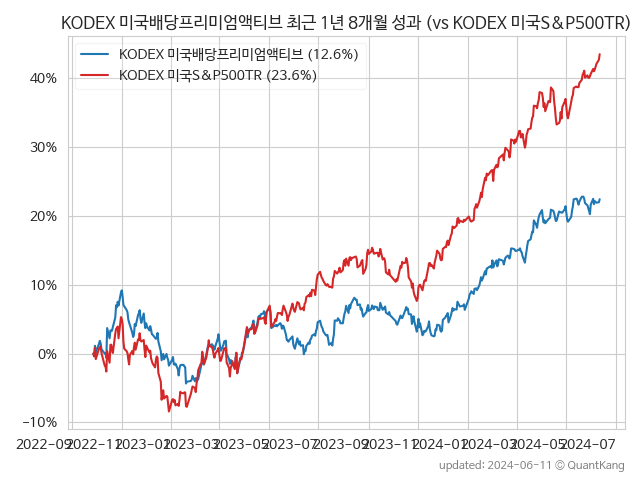 KODEX 미국배당프리미엄액티브 최근 1년 8개월 성과 (vs KODEX 미국S&P500TR)
KODEX 미국배당프리미엄액티브 (12.6%)
KODEX 미국S&P500TR (23.6%)
40%
30%
20%
10%
0%
−10%
2022-09 2022-11 2023-01 2023-03 2023-05 2023-07 2023-09 2023-11 2024-01 2024-03 2024-05 2024-07
updated: 2024-06-11 © QuantKang